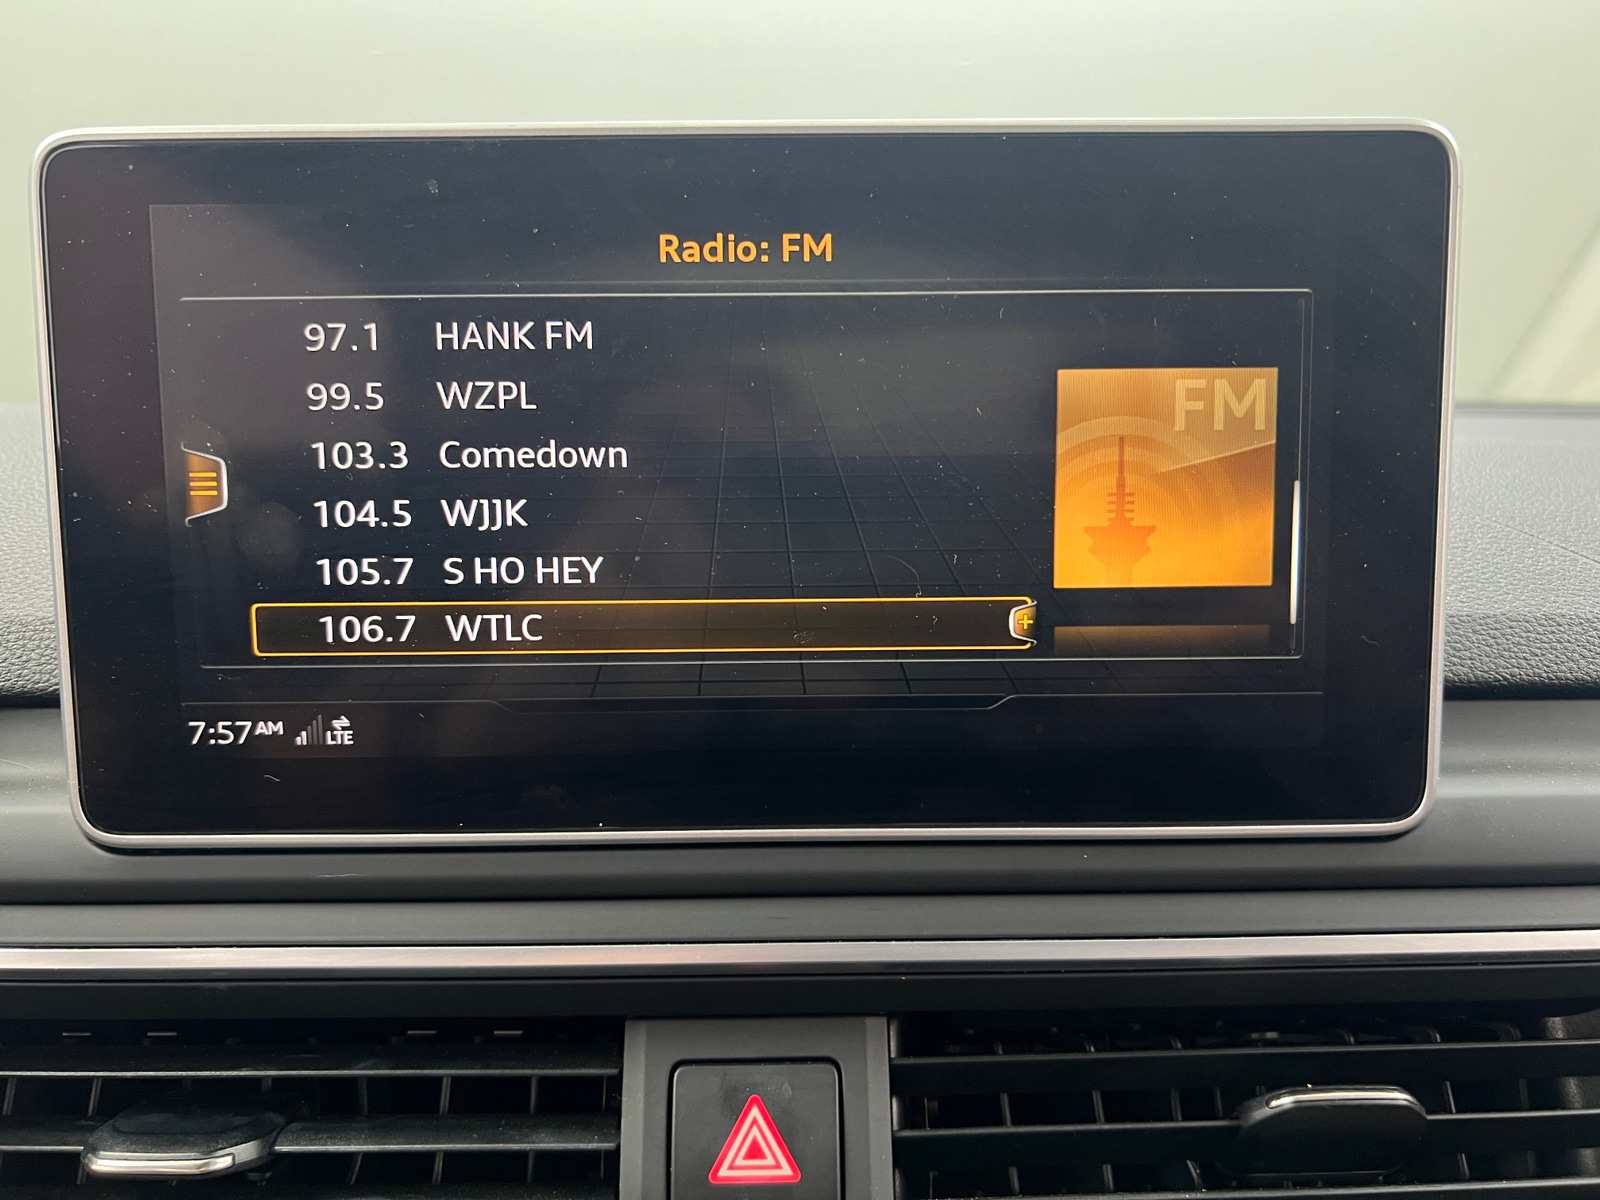 Radio: FM
97.1 HANK FM
99.5 WZPL
103.3 Comedown
104.5 WJJK
105.7 S HO HEY
106.7 WTLC
FM
7:57 AM LTE